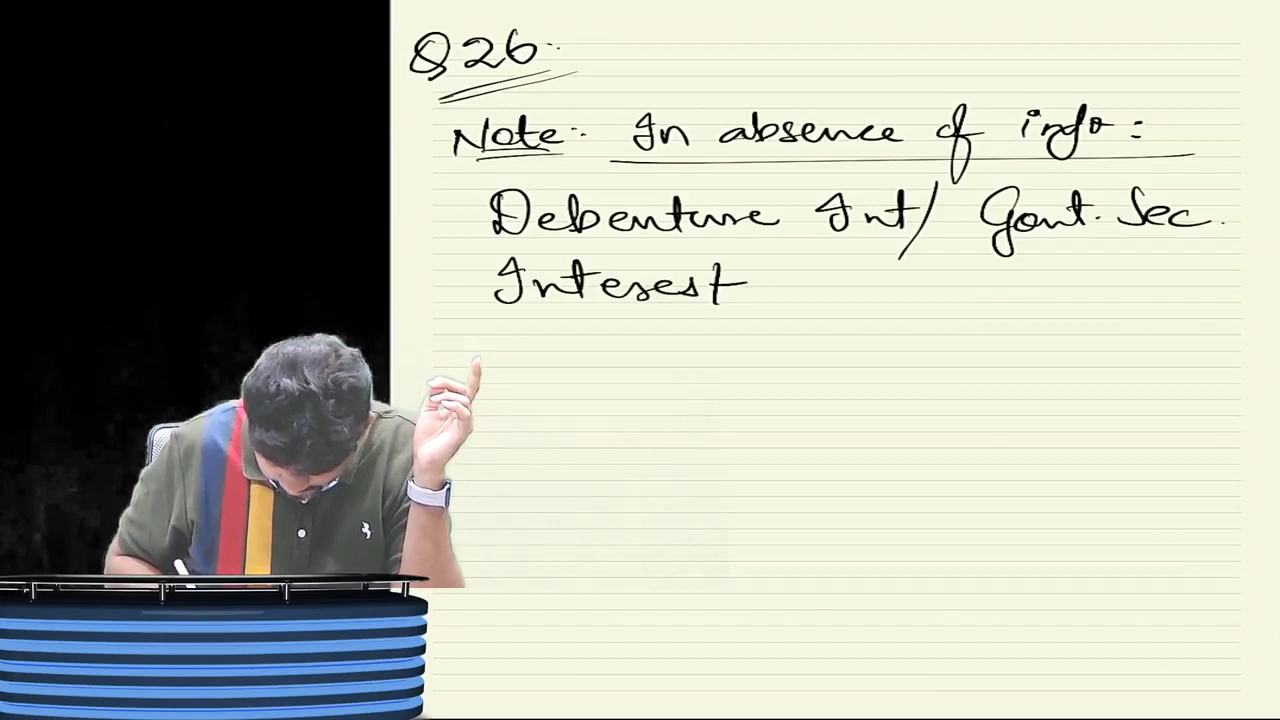 Q26:
Note: In absence of info:
Debenture Int/ Govt. Sec.
Interest